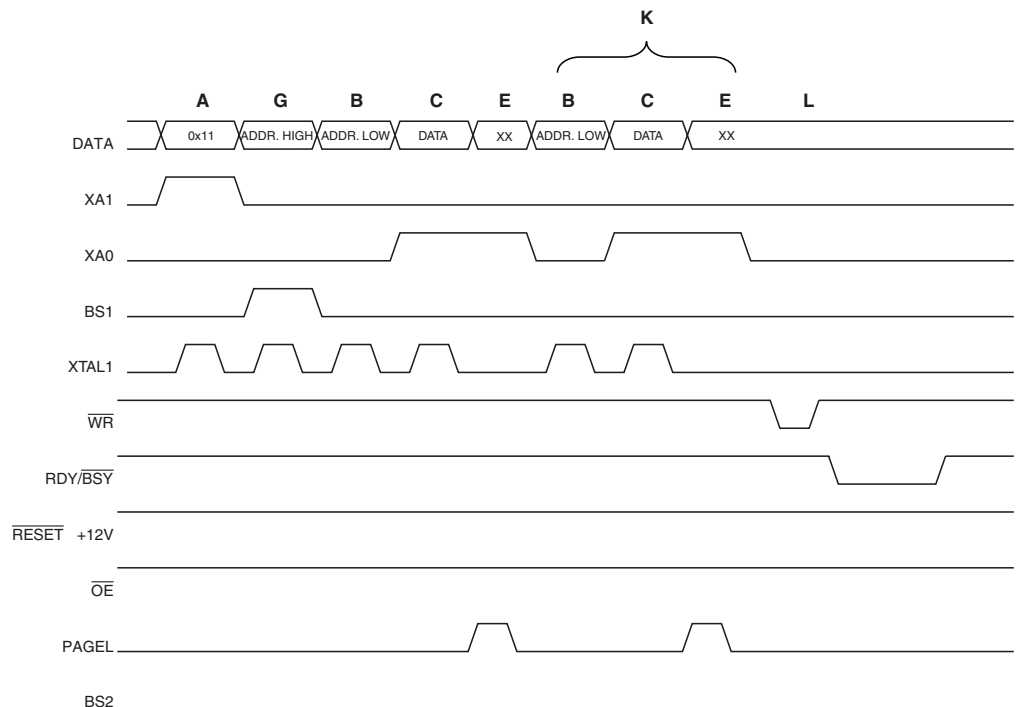 K
A G B C E B C E L
DATA 0x11 ADDR. HIGH ADDR. LOW DATA XX ADDR. LOW DATA XX
XA1
XA0
BS1
XTAL1
WR
RDY/BSY
RESET +12V
OE
PAGEL
BS2